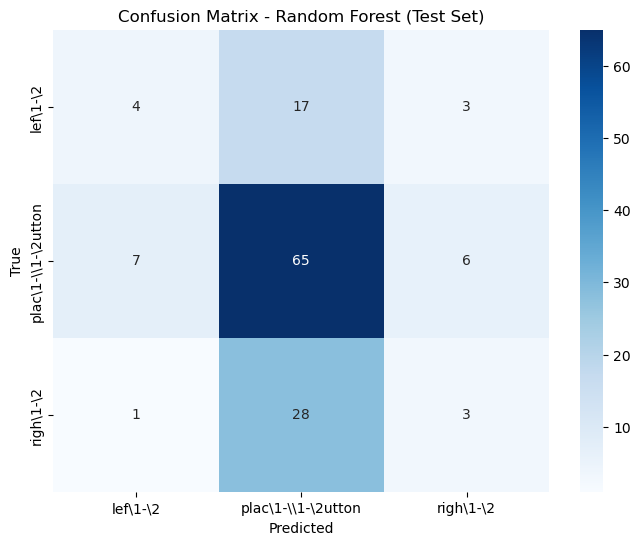 Confusion Matrix - Random Forest (Test Set)
True
lef\1-\2
4 17 3
plac\1-\\1-\2utton
7 65 6
righ\1-\2
1 28 3
lef\1-\2 plac\1-\\1-\2utton righ\1-\2
Predicted
60
50
40
30
20
10